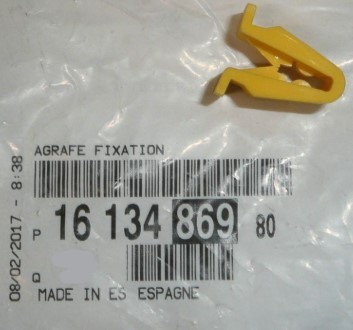 AGRAFE FIXATION
P 16 134 869 80
Q
MADE IN ES ESPAGNE
08/02/2017 - 8:38